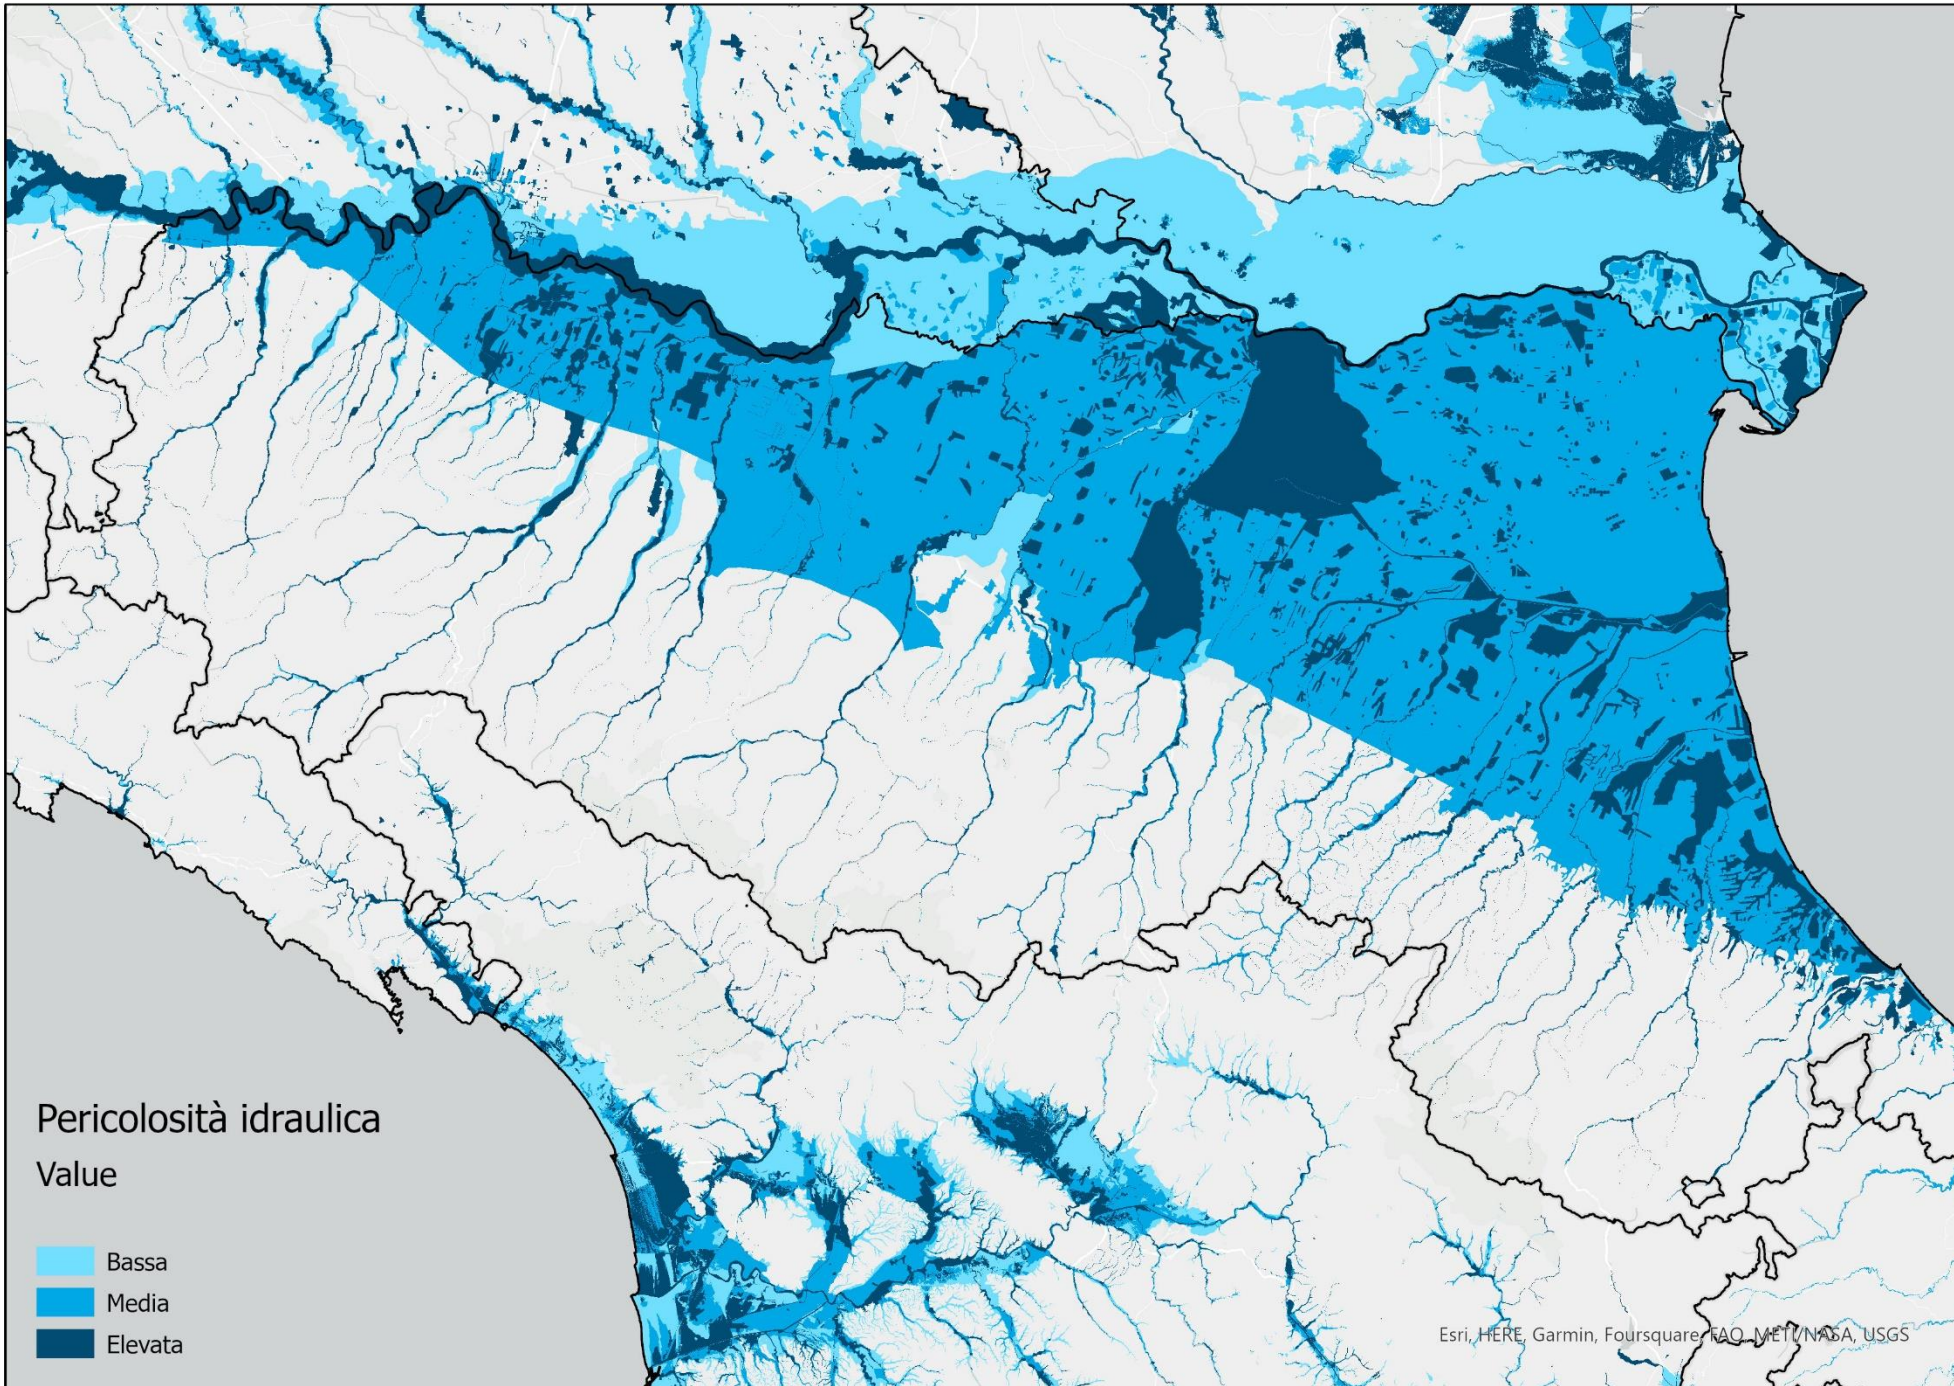 Pericolosità idraulica
Value
Bassa
Media
Elevata
Esri, HERE, Garmin, Foursquare, FAO, METI/NASA, USGS